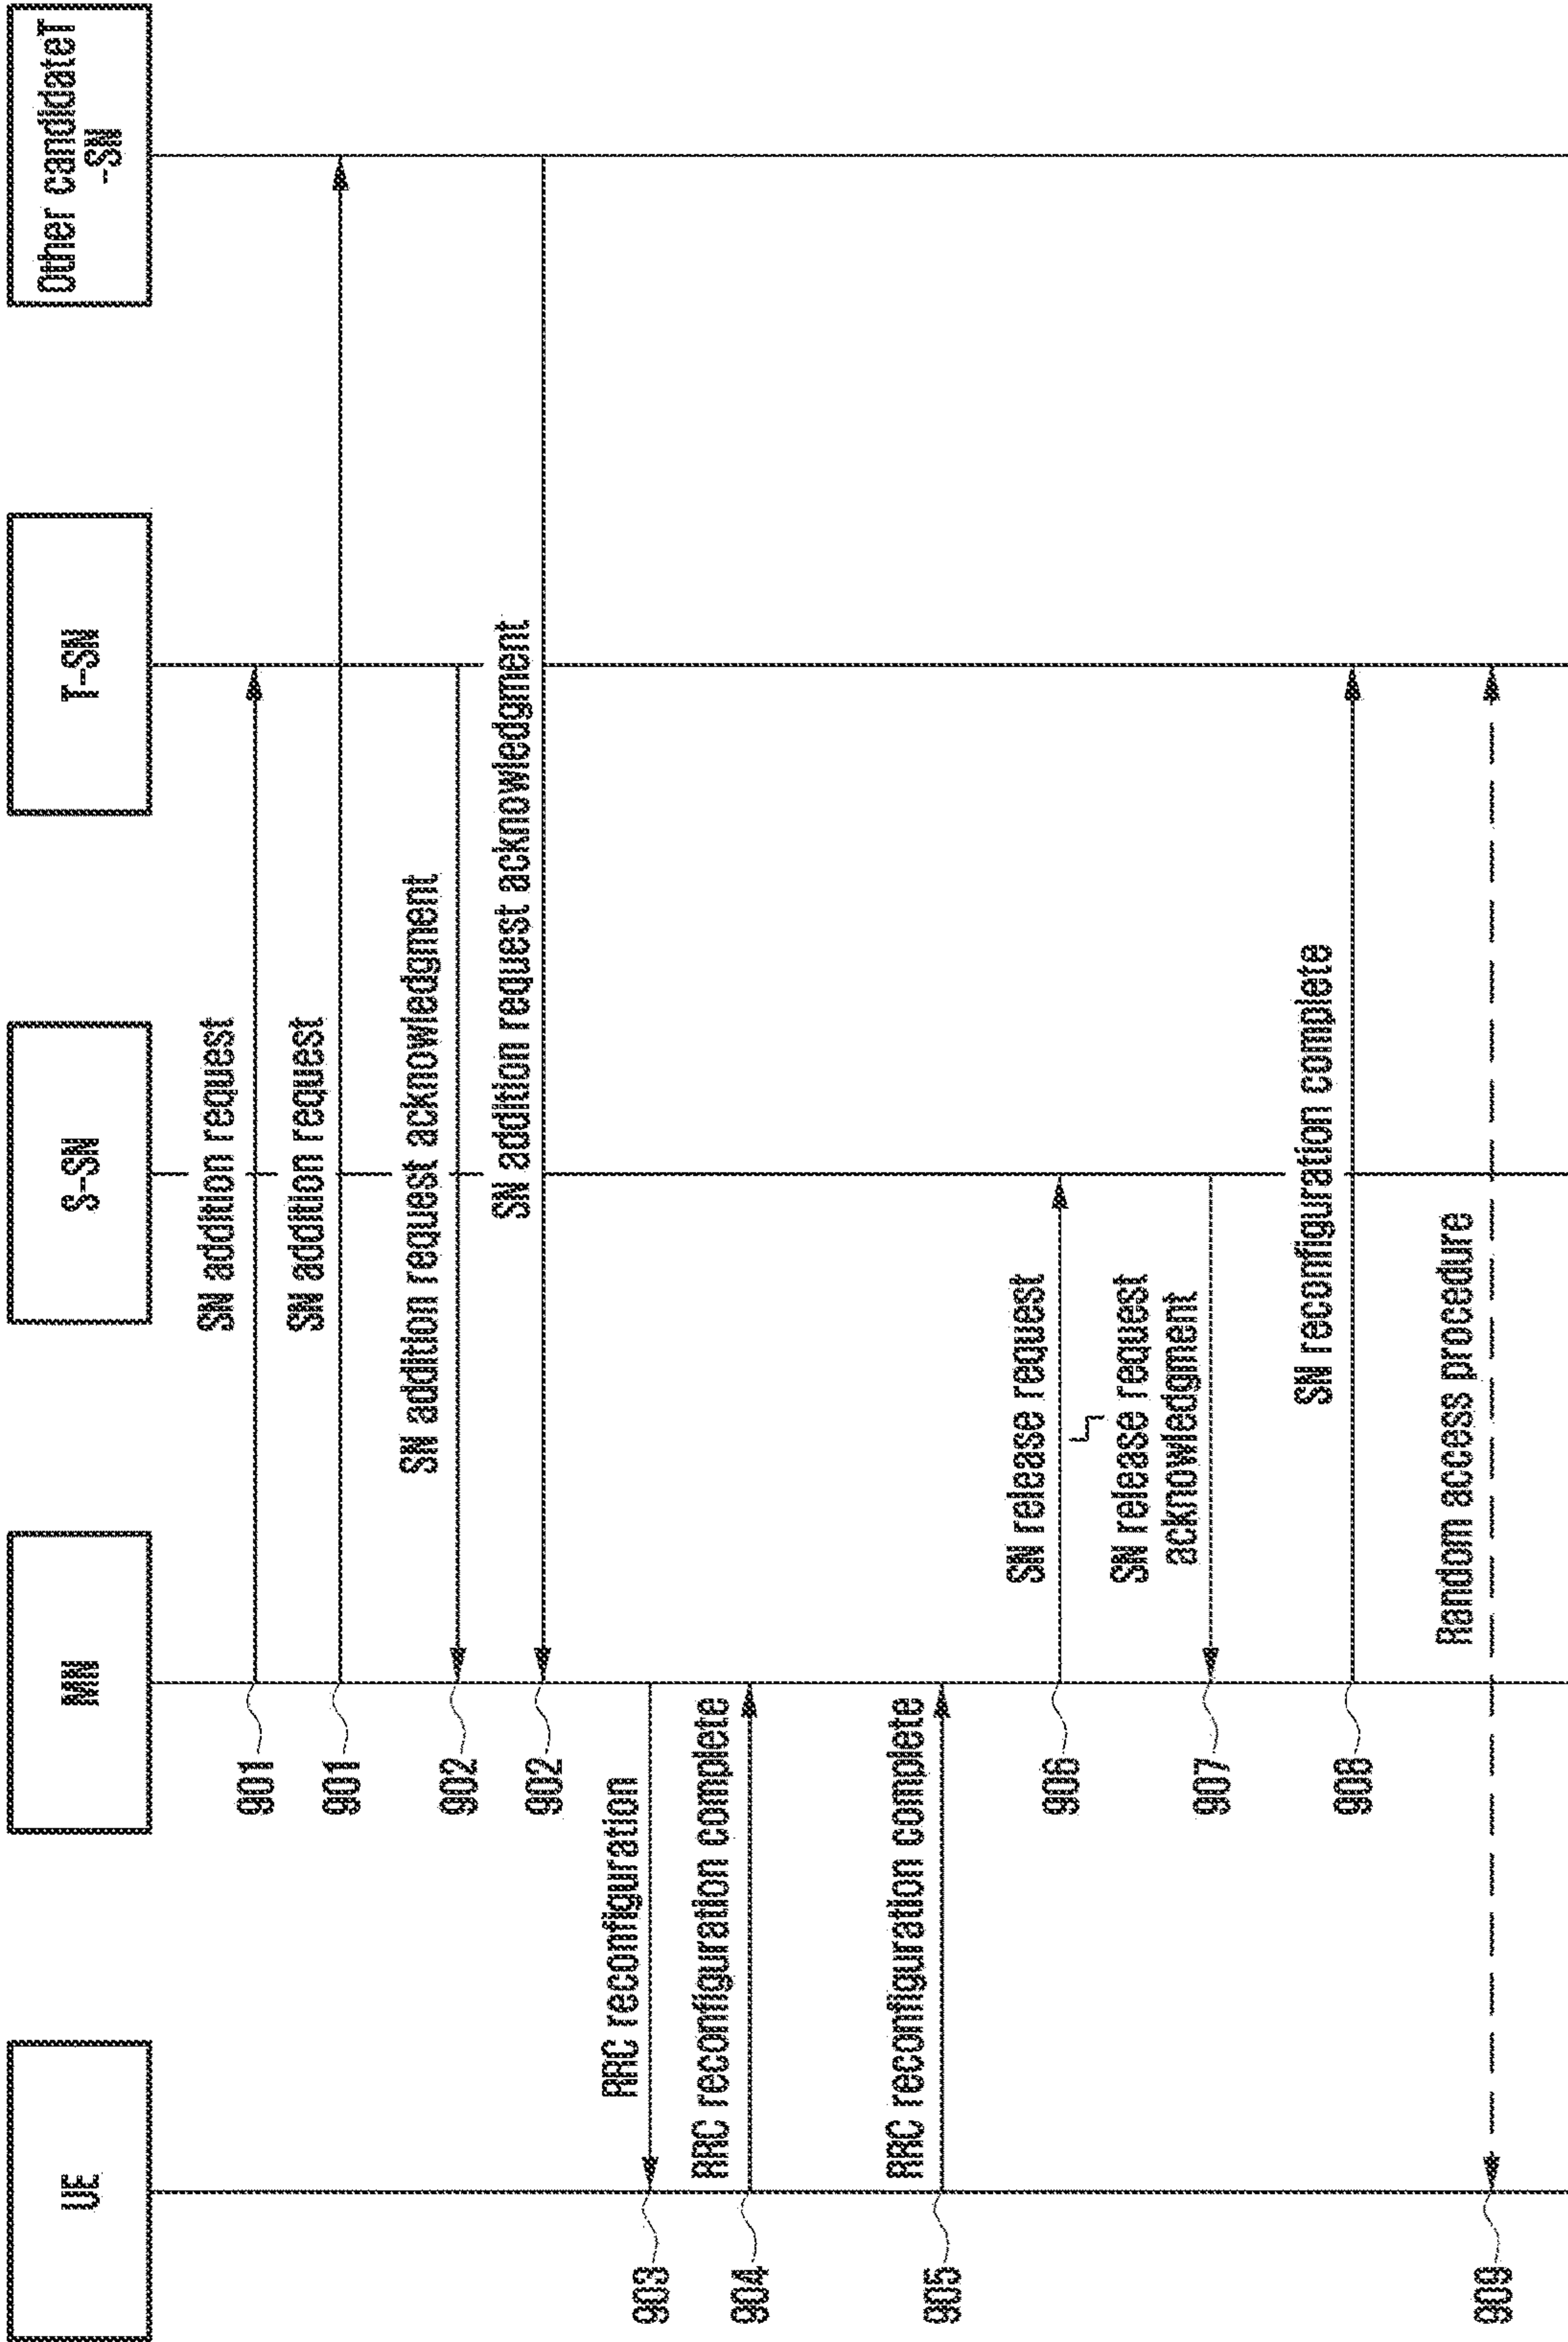 UE
MN
S-SN
T-SN
Other candidateT
-SN
901
SN addition request
901
SN addition request
902
SN addition request acknowledgment
902
SN addition request acknowledgment
903
RRC reconfiguration
904
RRC reconfiguration complete
905
RRC reconfiguration complete
906
SN release request
SN release request
acknowledgment
907
908
SN reconfiguration complete
909
Random access procedure